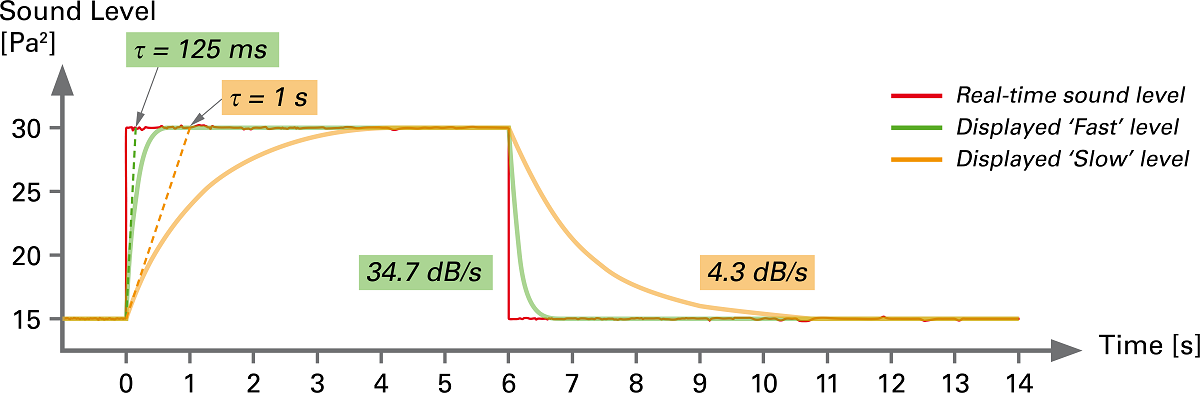 Sound Level
[Pa²]
τ = 125 ms
τ = 1 s
Real-time sound level
Displayed ‘Fast’ level
Displayed ‘Slow’ level
30
25
20
15
34.7 dB/s
4.3 dB/s
Time [s]
0 1 2 3 4 5 6 7 8 9 10 11 12 13 14